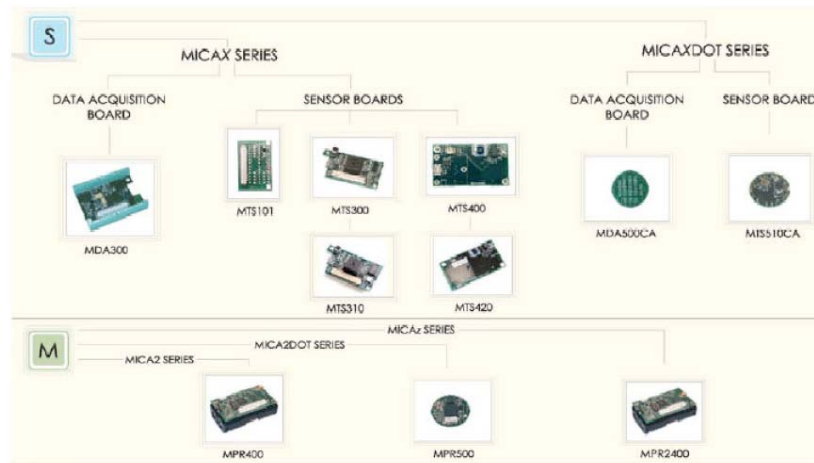 S
MICAX SERIES
MICAXDOT SERIES
DATA ACQUISITION
BOARD
SENSOR BOARDS
DATA ACQUISITION
BOARD
SENSOR BOARD
MDA300
MTS101
MTS300
MTS400
MDA500CA
MTS510CA
MTS310
MTS420
M
MICAz SERIES
MICA2DOT SERIES
MICA2 SERIES
MPR400
MPR500
MPR2400